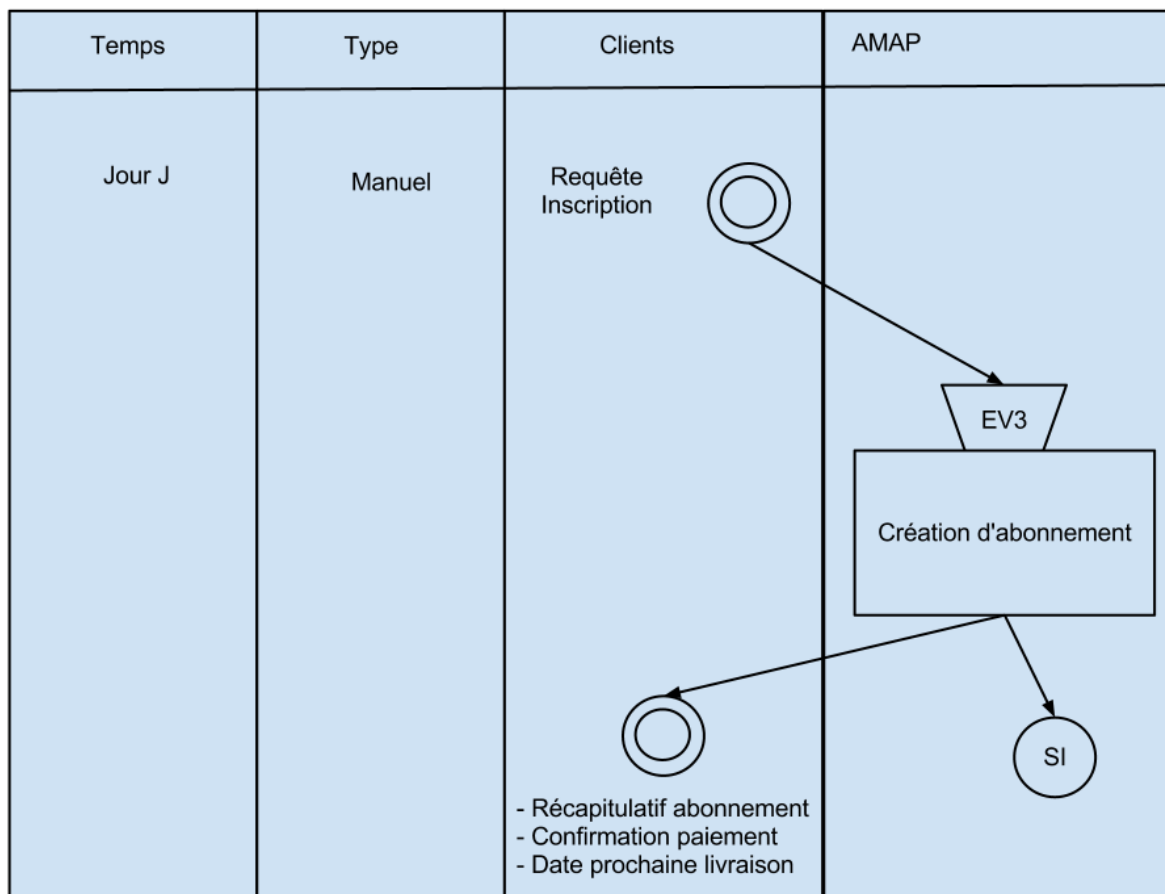 Temps
Type
Clients
AMAP
Jour J
Manuel
Requête
Inscription
EV3
Création d'abonnement
SI
- Récapitulatif abonnement
- Confirmation paiement
- Date prochaine livraison